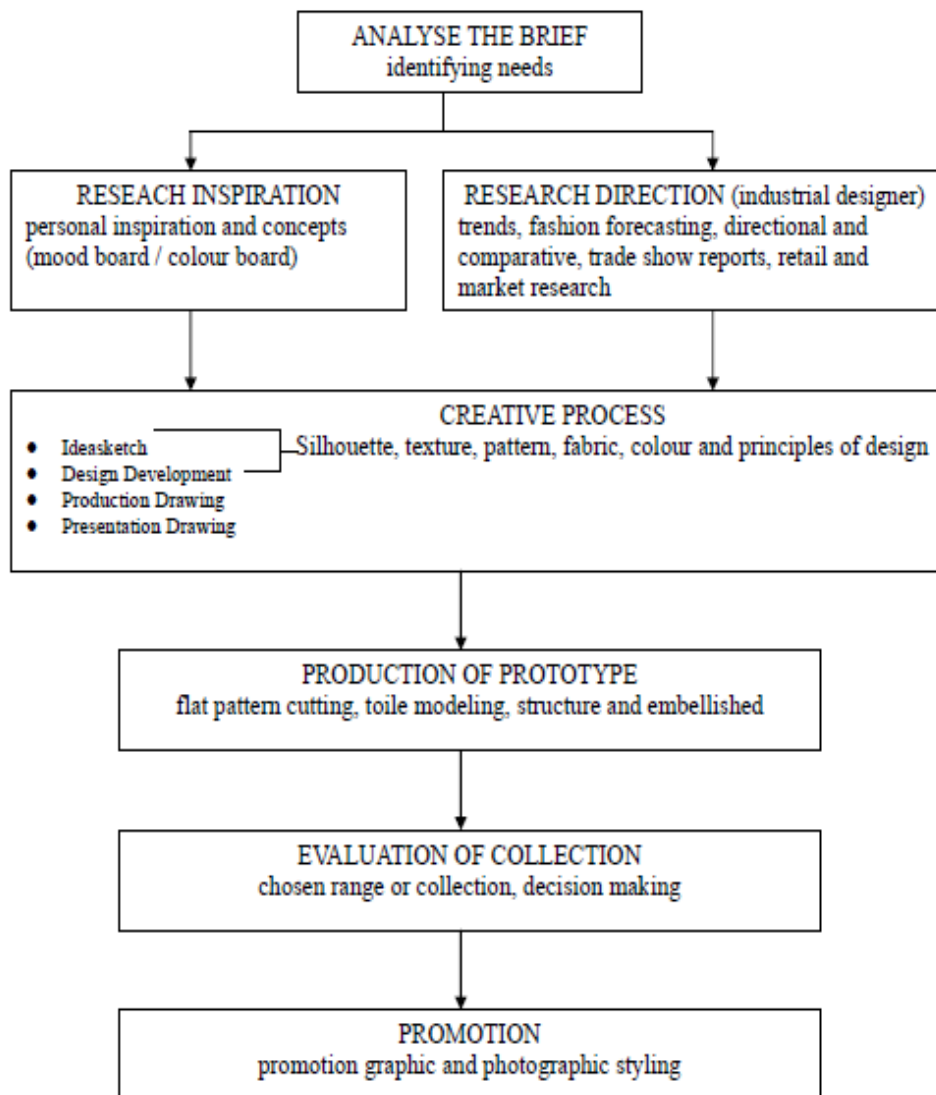 ANALYSE THE BRIEF
identifying needs
RESEACH INSPIRATION
personal inspiration and concepts
(mood board / colour board)
RESEARCH DIRECTION (industrial designer)
trends, fashion forecasting, directional and
comparative, trade show reports, retail and
market research
CREATIVE PROCESS
● Ideasketch
Silhouette, texture, pattern, fabric, colour and principles of design
● Design Development
● Production Drawing
● Presentation Drawing
PRODUCTION OF PROTOTYPE
flat pattern cutting, toile modeling, structure and embellished
EVALUATION OF COLLECTION
chosen range or collection, decision making
PROMOTION
promotion graphic and photographic styling